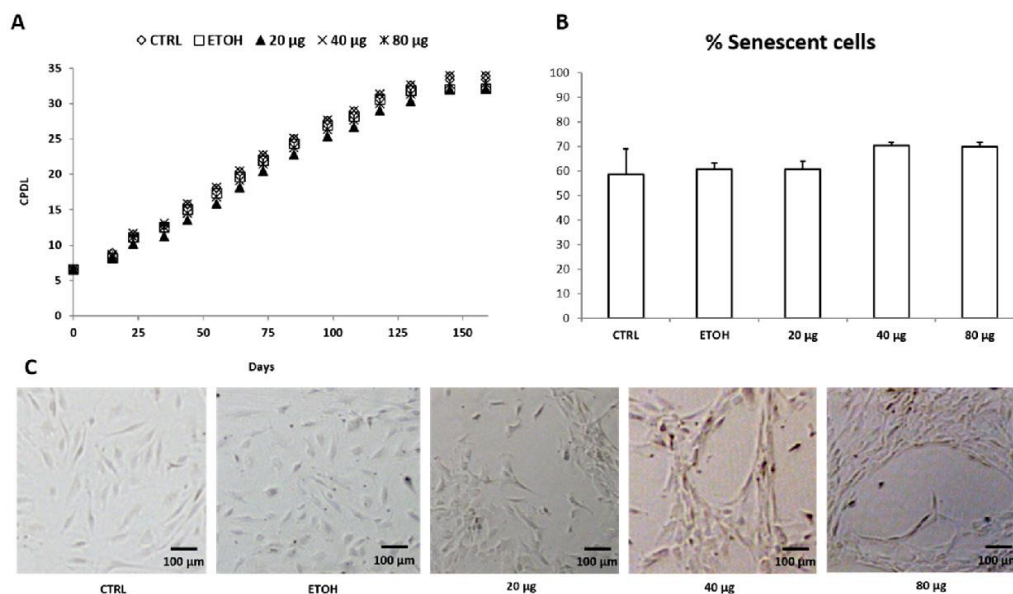 A
◇ CTRL □ ETOH ▲ 20 µg × 40 µg ж 80 µg
CPDL
35
30
25
20
15
10
5
0
0 25 50 75 100 125 150
Days
B
% Senescent cells
100
90
80
70
60
50
40
30
20
10
0
CTRL ETOH 20 µg 40 µg 80 µg
C
100 µm 100 µm 100 µm 100 µm 100 µm
CTRL ETOH 20 µg 40 µg 80 µg